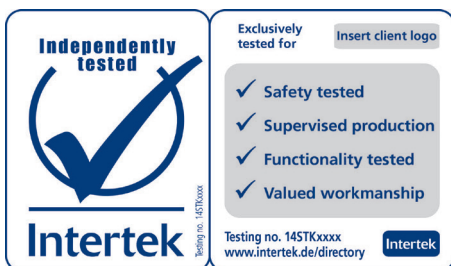 Independently
tested
Intertek
Testing no. 14STKxxxx
Exclusively
tested for
Insert client logo
Safety tested
Supervised production
Functionality tested
Valued workmanship
Testing no. 14STKxxxx
www.intertek.de/directory
Intertek